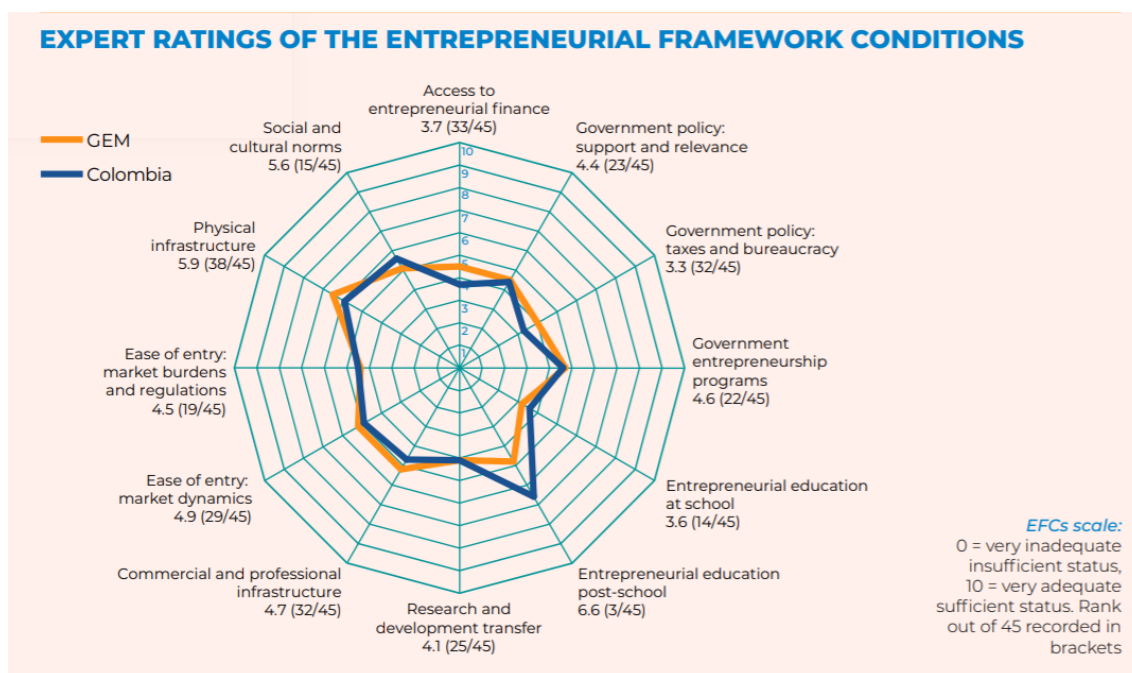 EXPERT RATINGS OF THE ENTREPRENEURIAL FRAMEWORK CONDITIONS
GEM
Colombia
Access to
entrepreneurial finance
3.7 (33/45)
Government policy:
support and relevance
4.4 (23/45)
Government policy:
taxes and bureaucracy
3.3 (32/45)
Government
entrepreneurship
programs
4.6 (22/45)
Entrepreneurial education
at school
3.6 (14/45)
Entrepreneurial education
post-school
6.6 (3/45)
Research and
development transfer
4.1 (25/45)
Commercial and professional
infrastructure
4.7 (32/45)
Ease of entry:
market dynamics
4.9 (29/45)
Ease of entry:
market burdens
and regulations
4.5 (19/45)
Physical
infrastructure
5.9 (38/45)
Social and
cultural norms
5.6 (15/45)
10
9
8
7
6
5
4
3
2
1
EFCs scale:
0 = very inadequate
insufficient status,
10 = very adequate
sufficient status. Rank
out of 45 recorded in
brackets